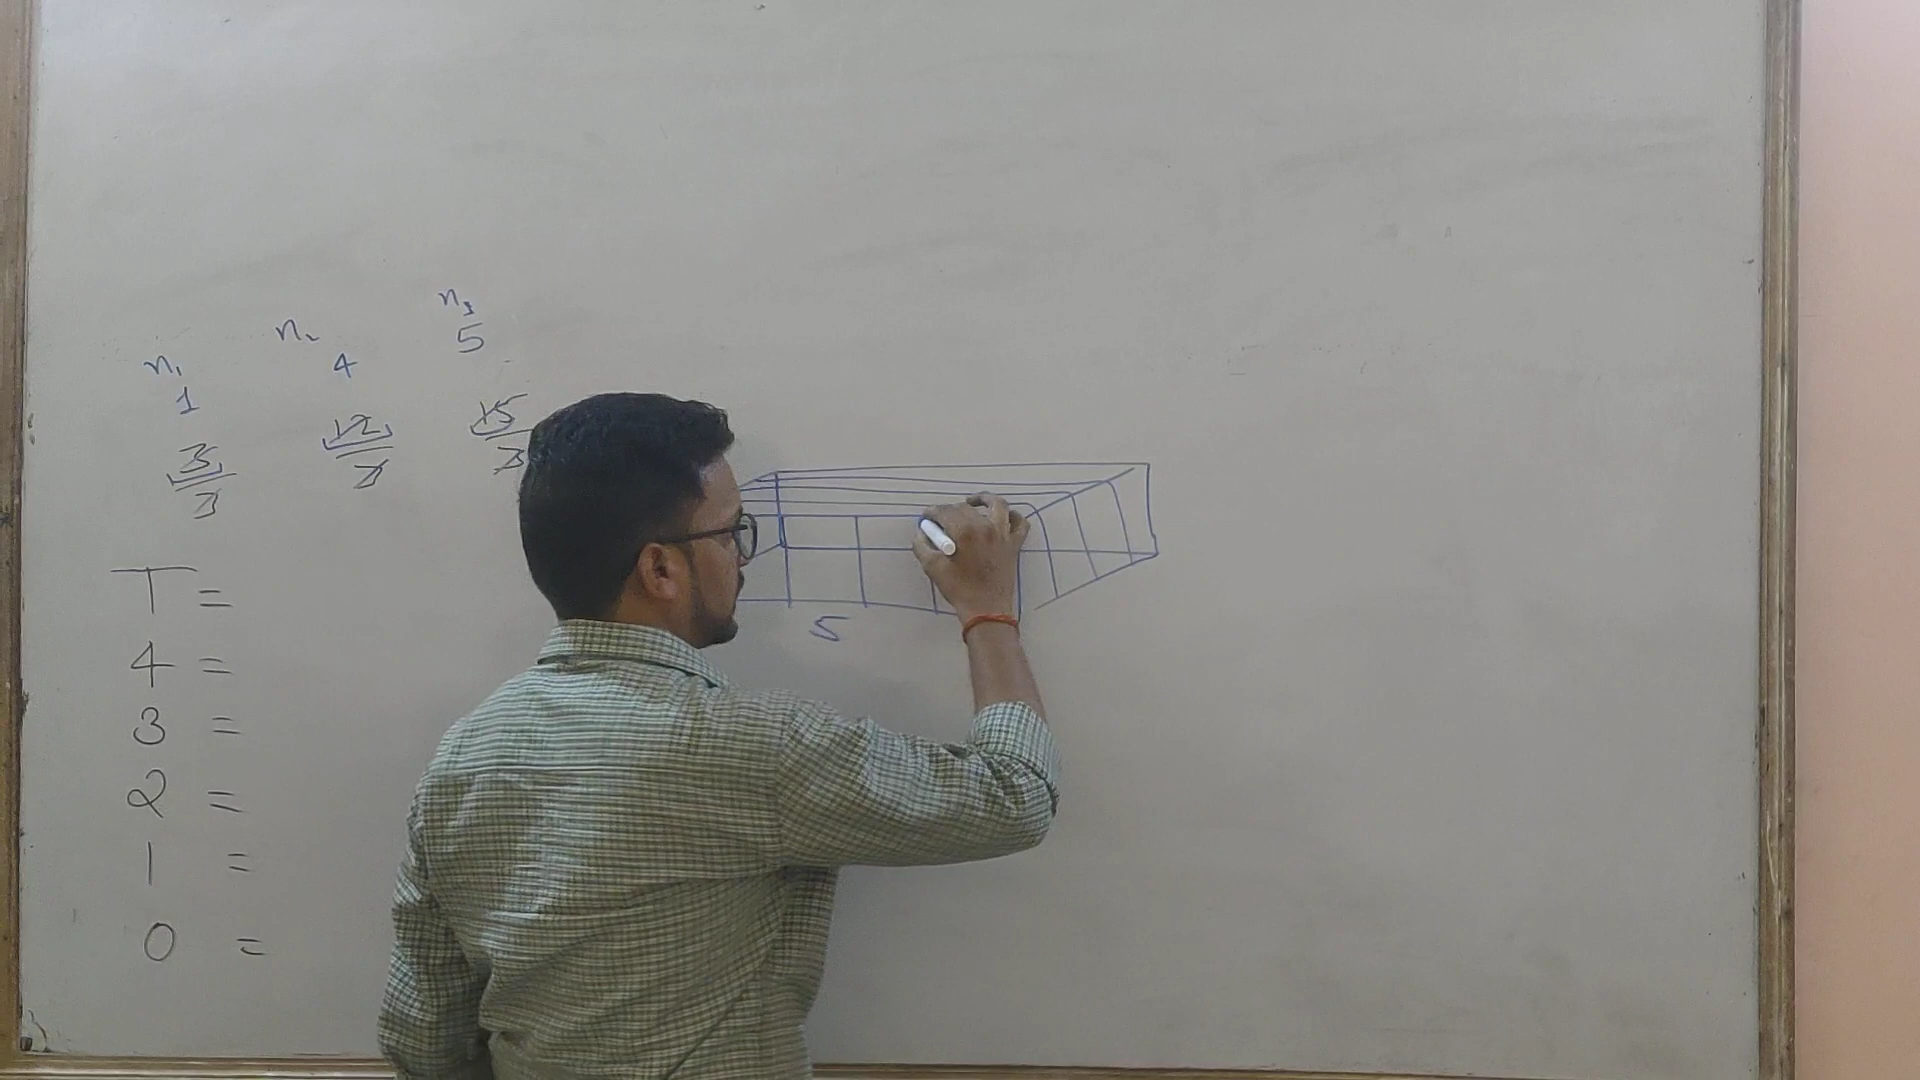 n₁ n₂ n₃
1 4 5
3/3 12/3 15/3
T =
4 =
3 =
2 =
1 =
0 =
5